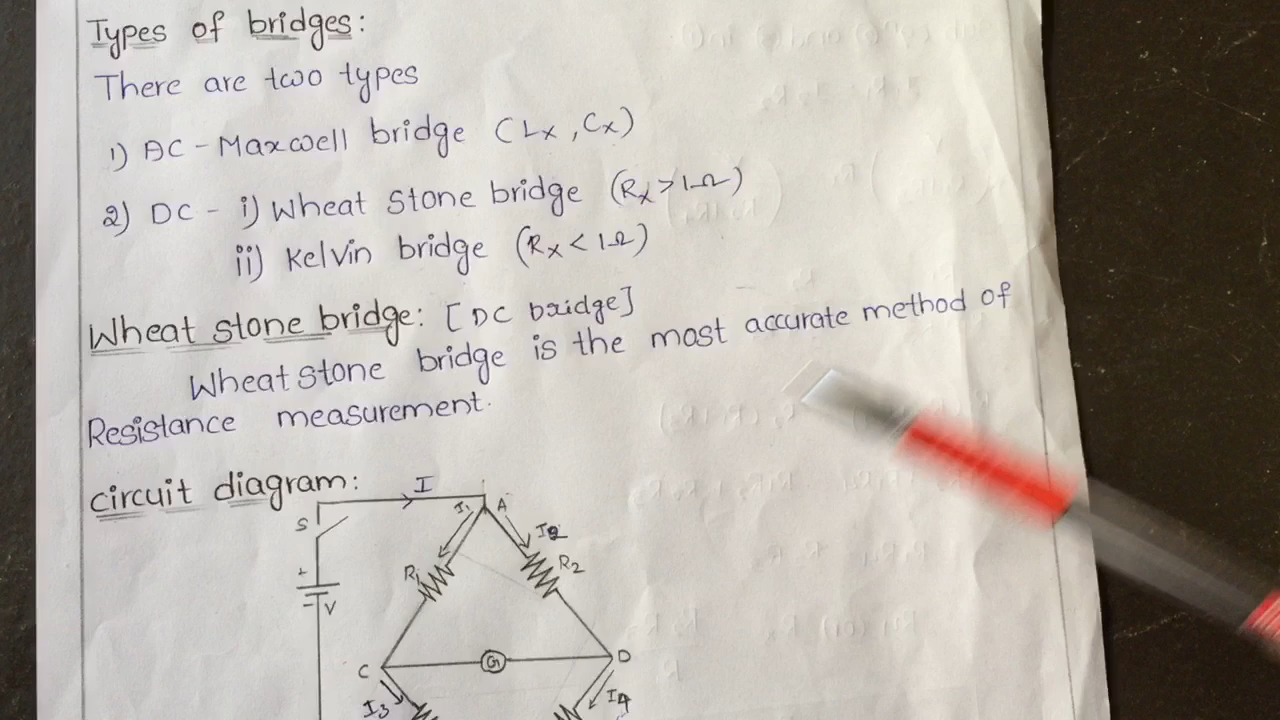 Types of bridges:
There are two types
1) AC - Maxwell bridge (Lx, Cx)
2) DC - i) Wheat stone bridge (Rx > 1Ω)
ii) Kelvin bridge (Rx < 1Ω)
Wheat stone bridge: [DC bridge]
Wheat stone bridge is the most accurate method of
Resistance measurement.
circuit diagram:
I
S
I1 A
I2
R1
R2
+
- V
C
G
D
I3
I4